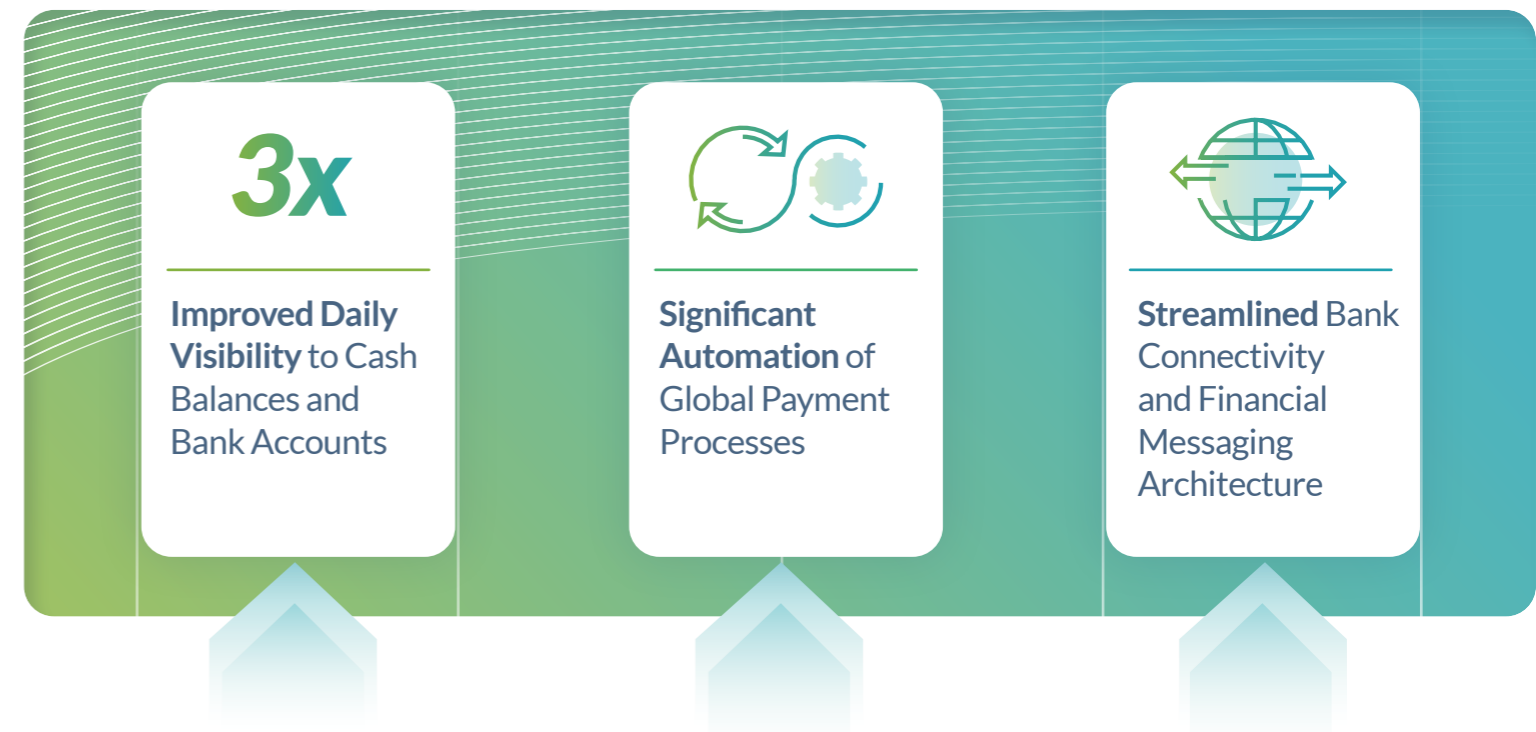 3x
Improved Daily
Visibility to Cash
Balances and
Bank Accounts
Significant
Automation of
Global Payment
Processes
Streamlined Bank
Connectivity
and Financial
Messaging
Architecture